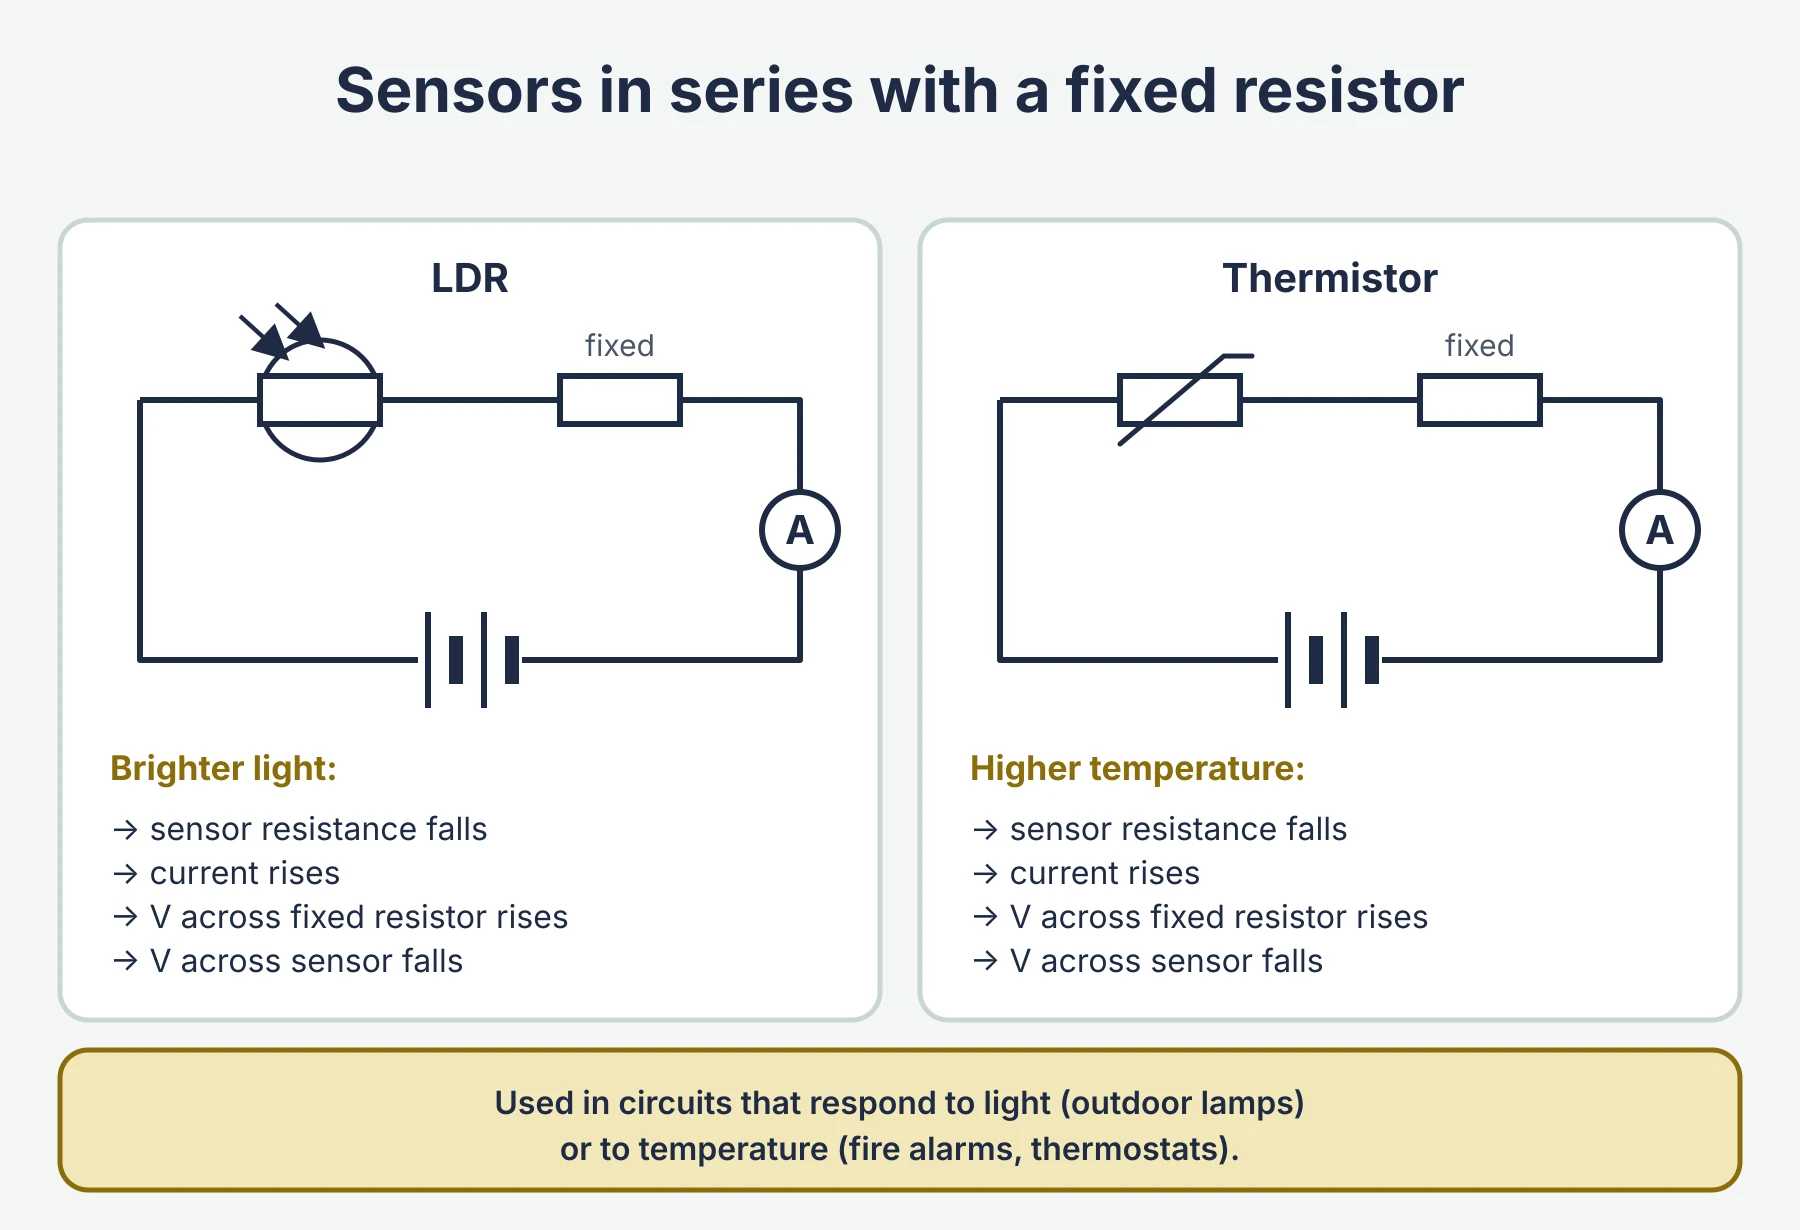 Sensors in series with a fixed resistor
LDR
fixed
A
Brighter light:
→ sensor resistance falls
→ current rises
→ V across fixed resistor rises
→ V across sensor falls
Thermistor
fixed
A
Higher temperature:
→ sensor resistance falls
→ current rises
→ V across fixed resistor rises
→ V across sensor falls
Used in circuits that respond to light (outdoor lamps)
or to temperature (fire alarms, thermostats).